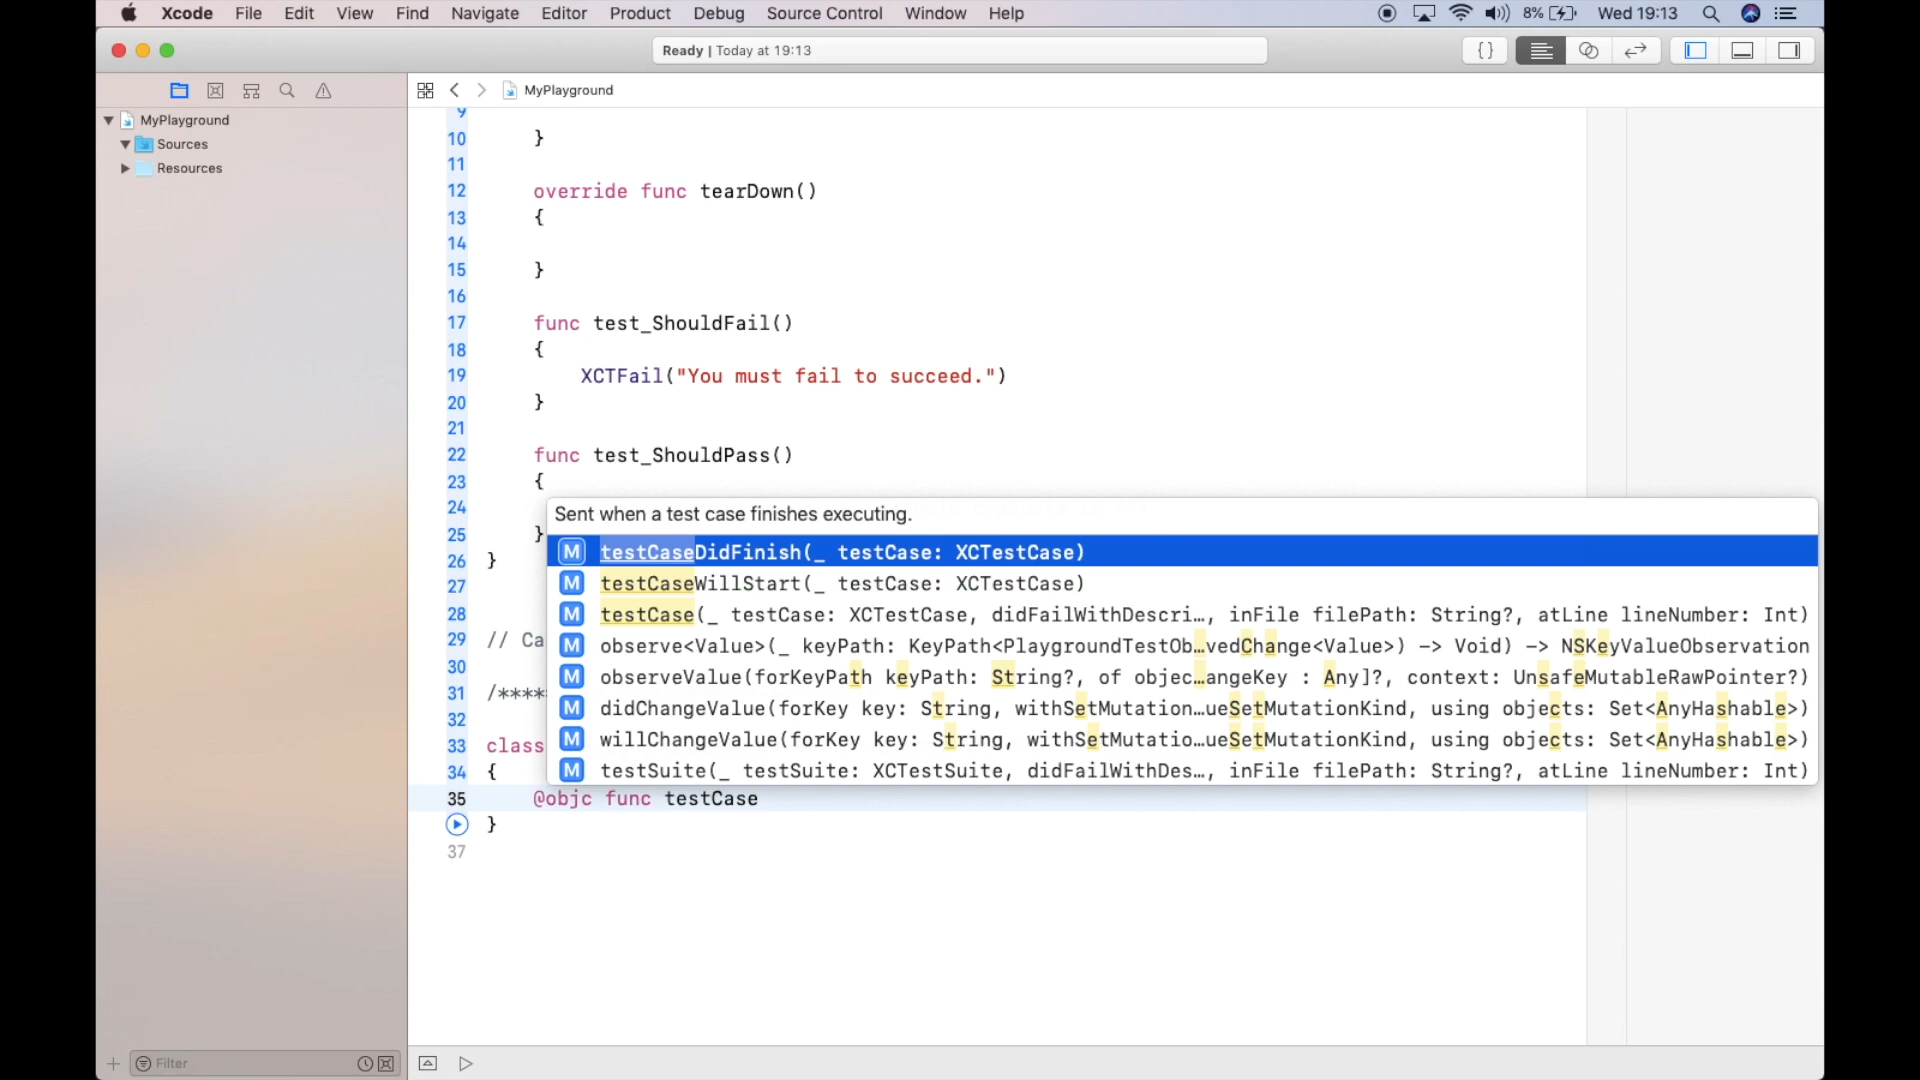 Xcode File Edit View Find Navigate Editor Product Debug Source Control Window Help 8% Wed 19:13
Ready | Today at 19:13
MyPlayground
MyPlayground
Sources
Resources
9
10 }
11
12 override func tearDown()
13 {
14
15 }
16
17 func test_ShouldFail()
18 {
19 XCTFail("You must fail to succeed.")
20 }
21
22 func test_ShouldPass()
23 {
24
25 }
26 }
27
28
29 // Ca
30
31 /****
32
33 class
34 {
35 @objc func testCase
}
37
Sent when a test case finishes executing.
M testCaseDidFinish(_ testCase: XCTestCase)
M testCaseWillStart(_ testCase: XCTestCase)
M testCase(_ testCase: XCTestCase, didFailWithDescri…, inFile filePath: String?, atLine lineNumber: Int)
M observe<Value>(_ keyPath: KeyPath<PlaygroundTestOb…vedChange<Value>) -> Void) -> NSKeyValueObservation
M observeValue(forKeyPath keyPath: String?, of objec…angeKey : Any]?, context: UnsafeMutableRawPointer?)
M didChangeValue(forKey key: String, withSetMutation…ueSetMutationKind, using objects: Set<AnyHashable>)
M willChangeValue(forKey key: String, withSetMutatio…ueSetMutationKind, using objects: Set<AnyHashable>)
M testSuite(_ testSuite: XCTestSuite, didFailWithDes…, inFile filePath: String?, atLine lineNumber: Int)
Filter